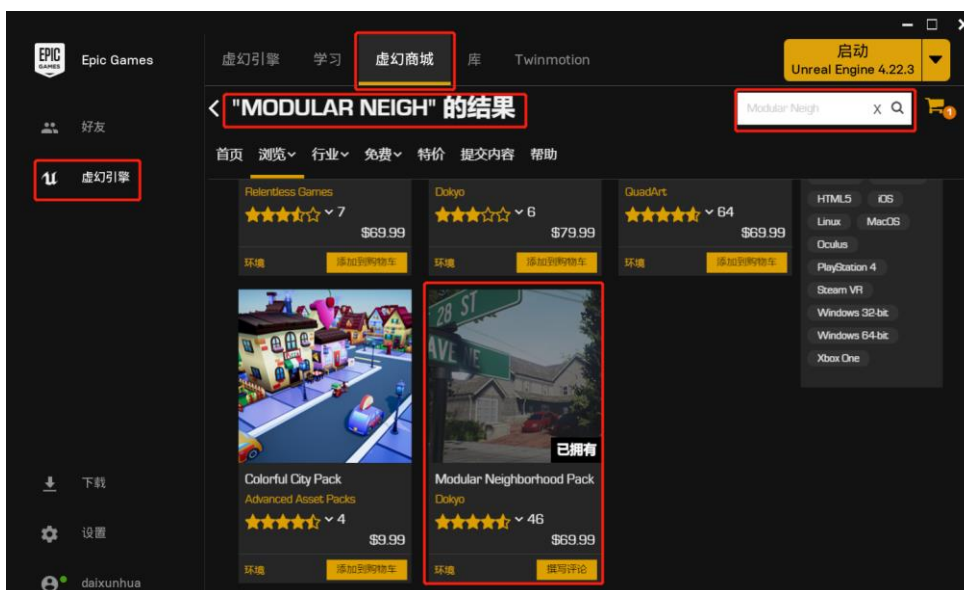 EPIC
GAMES
Epic Games
虚幻引擎 学习 虚幻商城 库 Twinmotion
启动
Unreal Engine 4.22.3
"MODULAR NEIGH" 的结果
Modular Neigh X
1
好友
首页 浏览 行业 免费 特价 提交内容 帮助
虚幻引擎
Relentless Games
7
$69.99
环境 添加到购物车
Dokyo
6
$79.99
环境 添加到购物车
QuadArt
64
$69.99
环境 添加到购物车
HTML5 iOS
Linux MacOS
Oculus
PlayStation 4
Steam VR
Windows 32-bit
Windows 64-bit
Xbox One
Colorful City Pack
Advanced Asset Packs
4
$9.99
环境 添加到购物车
28 ST
AVE NE
已拥有
Modular Neighborhood Pack
Dokyo
46
$69.99
环境 撰写评论
下载
设置
daixunhua